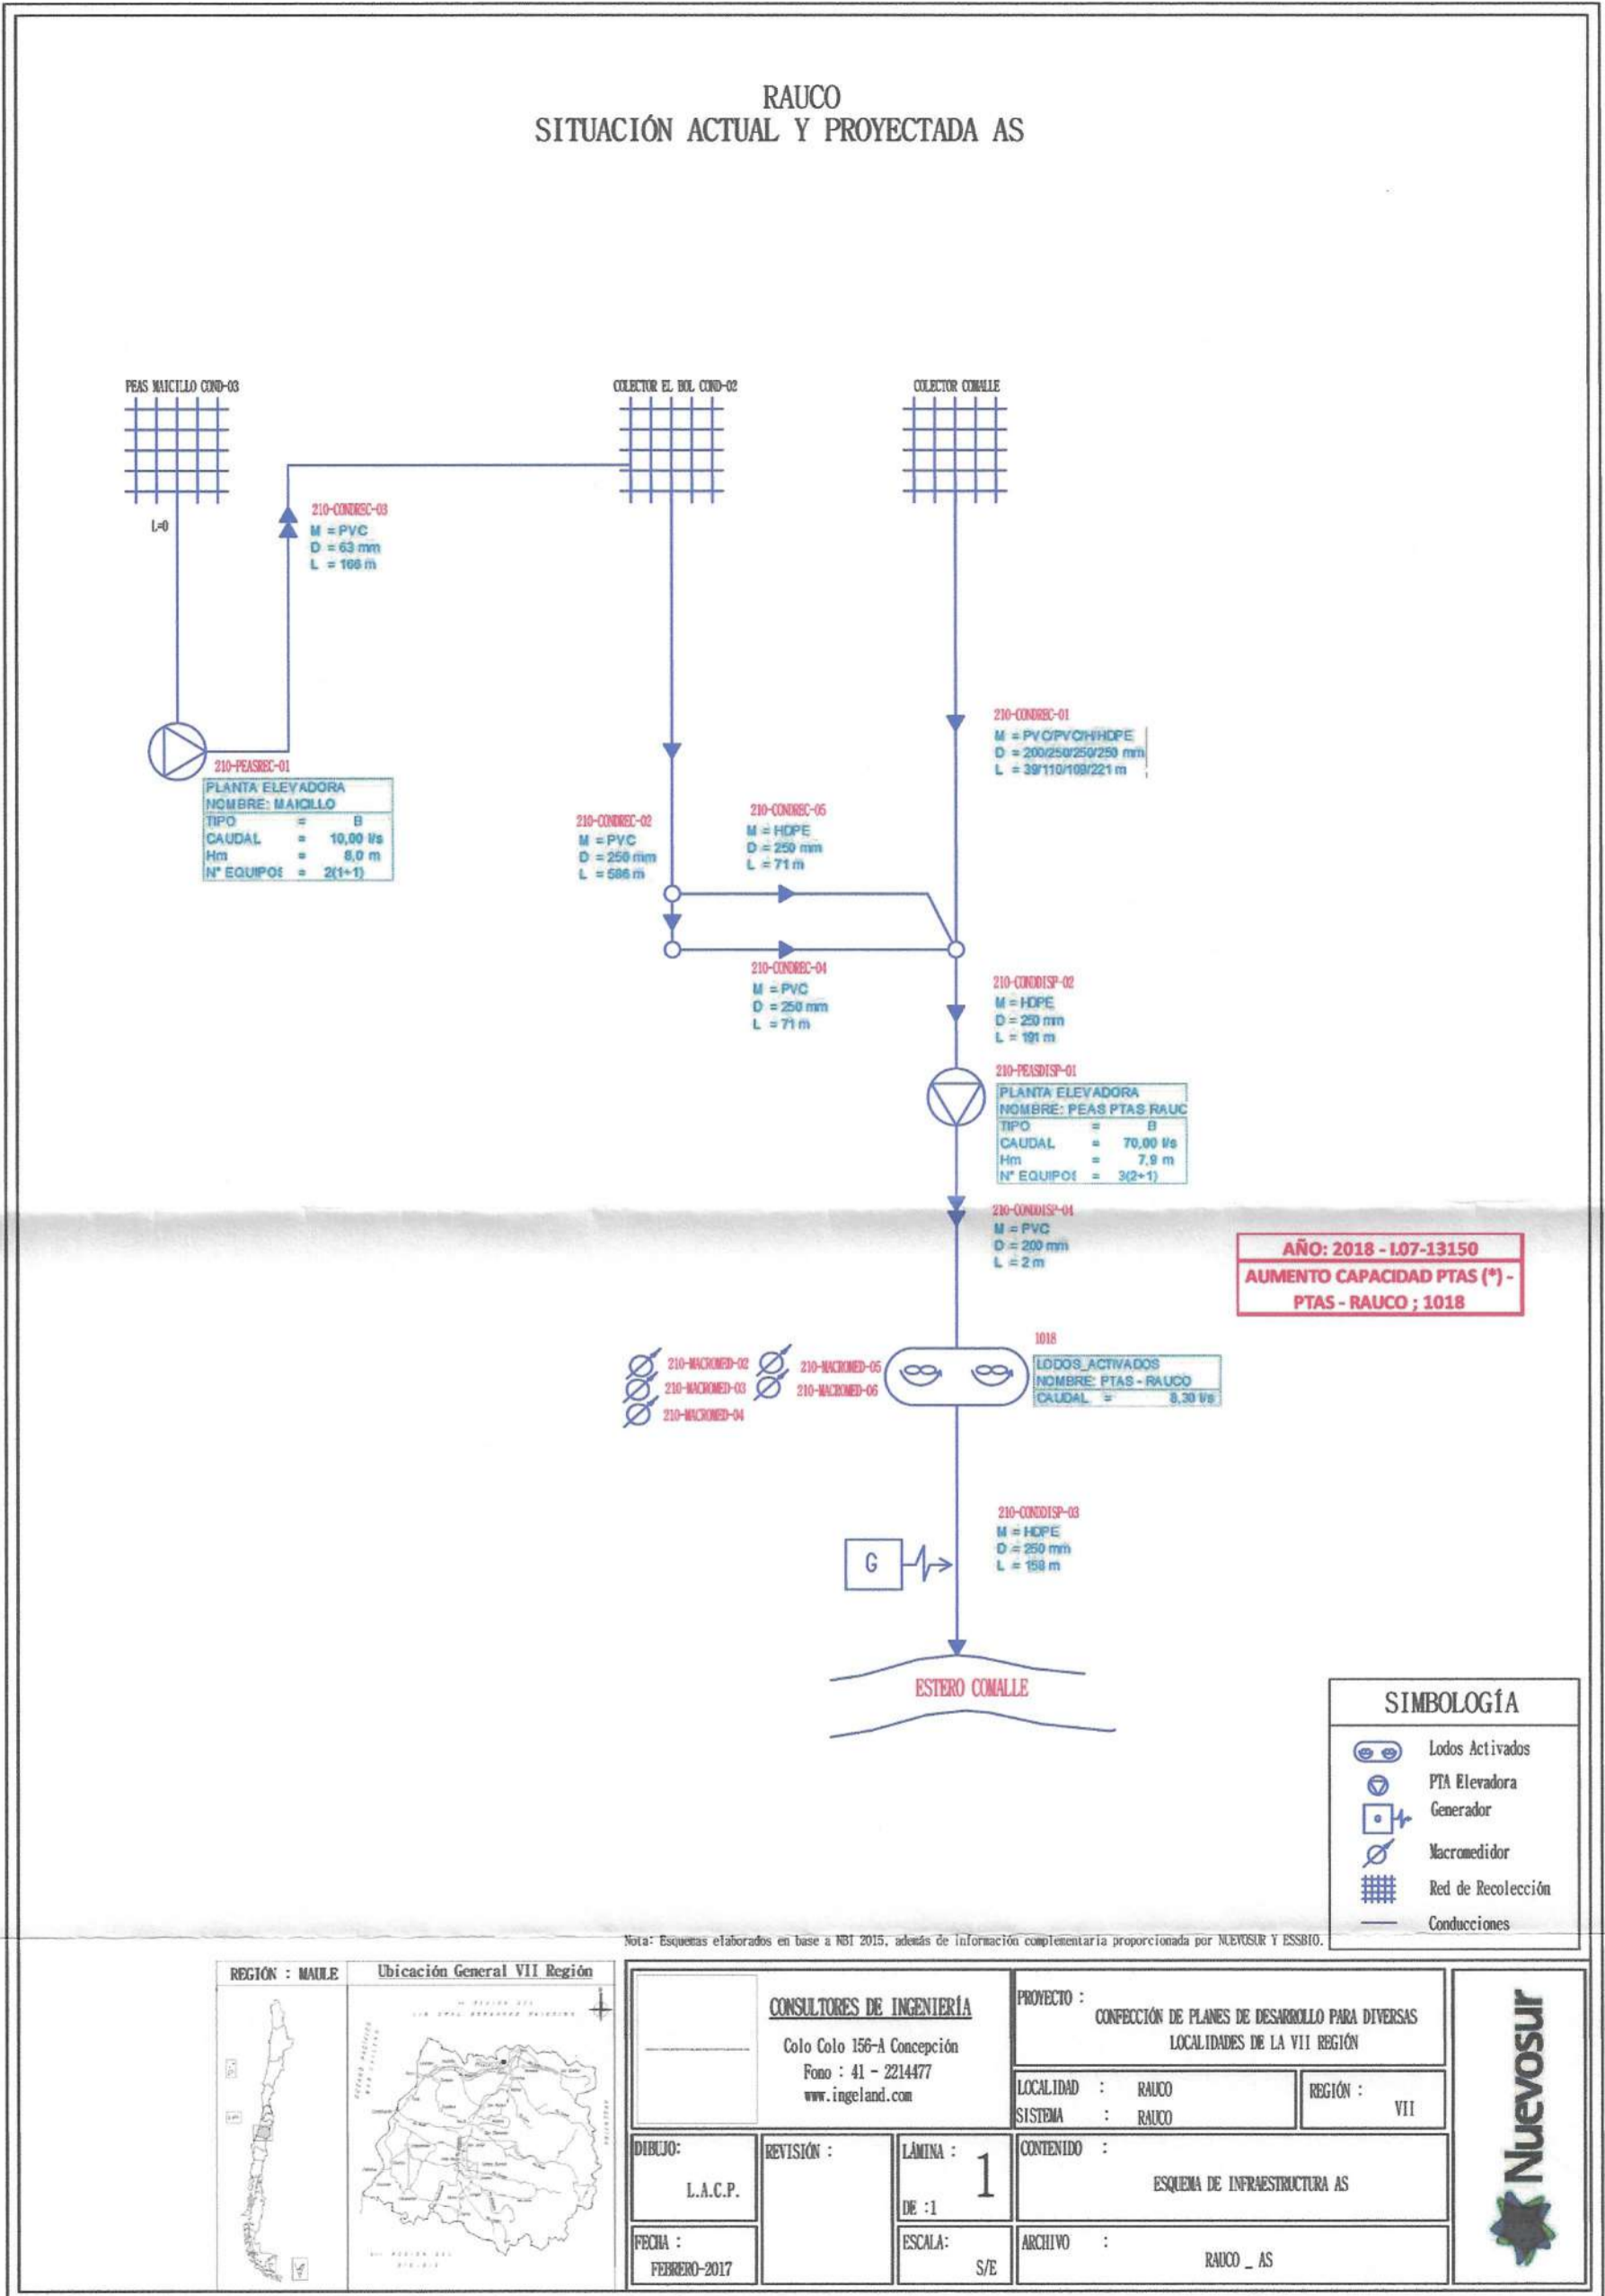 RAUCO
SITUACIÓN ACTUAL Y PROYECTADA AS
PEAS MAICILLO COND-03
COLECTOR EL BOL COND-02
COLECTOR COMALLE
L=0
210-CONDREC-03
M = PVC
D = 63 mm
L = 166 m
210-PEASREC-01
PLANTA ELEVADORA
NOMBRE: MAICILLO
TIPO = B
CAUDAL = 10,00 l/s
Hm = 8,0 m
N° EQUIPOS = 2(1+1)
210-CONDREC-01
M = PVC/PVC/H/HDPE
D = 200/250/250/250 mm
L = 39/110/109/221 m
210-CONDREC-02
M = PVC
D = 250 mm
L = 586 m
210-CONDREC-05
M = HDPE
D = 250 mm
L = 71 m
210-CONDREC-04
M = PVC
D = 250 mm
L = 71 m
210-CONDDISP-02
M = HDPE
D = 250 mm
L = 191 m
210-PEASDISP-01
PLANTA ELEVADORA
NOMBRE: PEAS PTAS RAUC
TIPO = B
CAUDAL = 70,00 l/s
Hm = 7,9 m
N° EQUIPOS = 3(2+1)
210-CONDDISP-04
M = PVC
D = 200 mm
L = 2 m
AÑO: 2018 - I.07-13150
AUMENTO CAPACIDAD PTAS (*) -
PTAS - RAUCO ; 1018
1018
LODOS_ACTIVADOS
NOMBRE: PTAS - RAUCO
CAUDAL = 8,30 l/s
210-MACROMED-02
210-MACROMED-05
210-MACROMED-03
210-MACROMED-06
210-MACROMED-04
210-CONDDISP-03
M = HDPE
D = 250 mm
L = 158 m
G
ESTERO COMALLE
SIMBOLOGÍA
Lodos Activados
PTA Elevadora
G Generador
Macromedidor
Red de Recolección
Conducciones
Nota: Esquemas elaborados en base a NBI 2015, además de información complementaria proporcionada por NUEVOSUR Y ESSBIO.
REGIÓN : MAULE
Ubicación General VII Región
CONSULTORES DE INGENIERÍA
Colo Colo 156-A Concepción
Fono : 41 - 2214477
www.ingeland.com
PROYECTO :
CONFECCIÓN DE PLANES DE DESARROLLO PARA DIVERSAS
LOCALIDADES DE LA VII REGIÓN
LOCALIDAD : RAUCO
SISTEMA : RAUCO
REGIÓN :
VII
DIBUJO:
L.A.C.P.
REVISIÓN :
LÁMINA : 1
DE :1
CONTENIDO :
ESQUEMA DE INFRAESTRUCTURA AS
FECHA :
FEBRERO-2017
ESCALA:
S/E
ARCHIVO :
RAUCO _ AS
Nuevosur